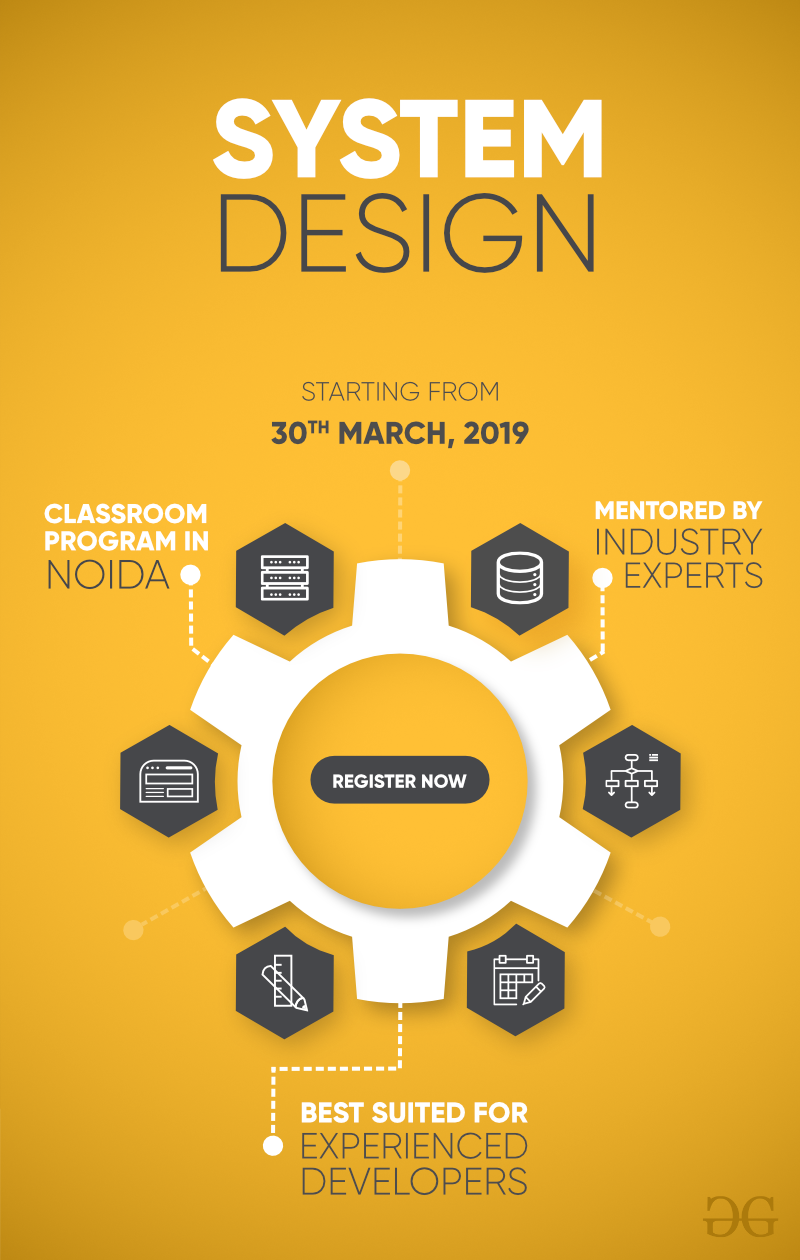 SYSTEM
DESIGN
STARTING FROM
30TH MARCH, 2019
CLASSROOM
PROGRAM IN
NOIDA
MENTORED BY
INDUSTRY
EXPERTS
REGISTER NOW
BEST SUITED FOR
EXPERIENCED
DEVELOPERS
GG